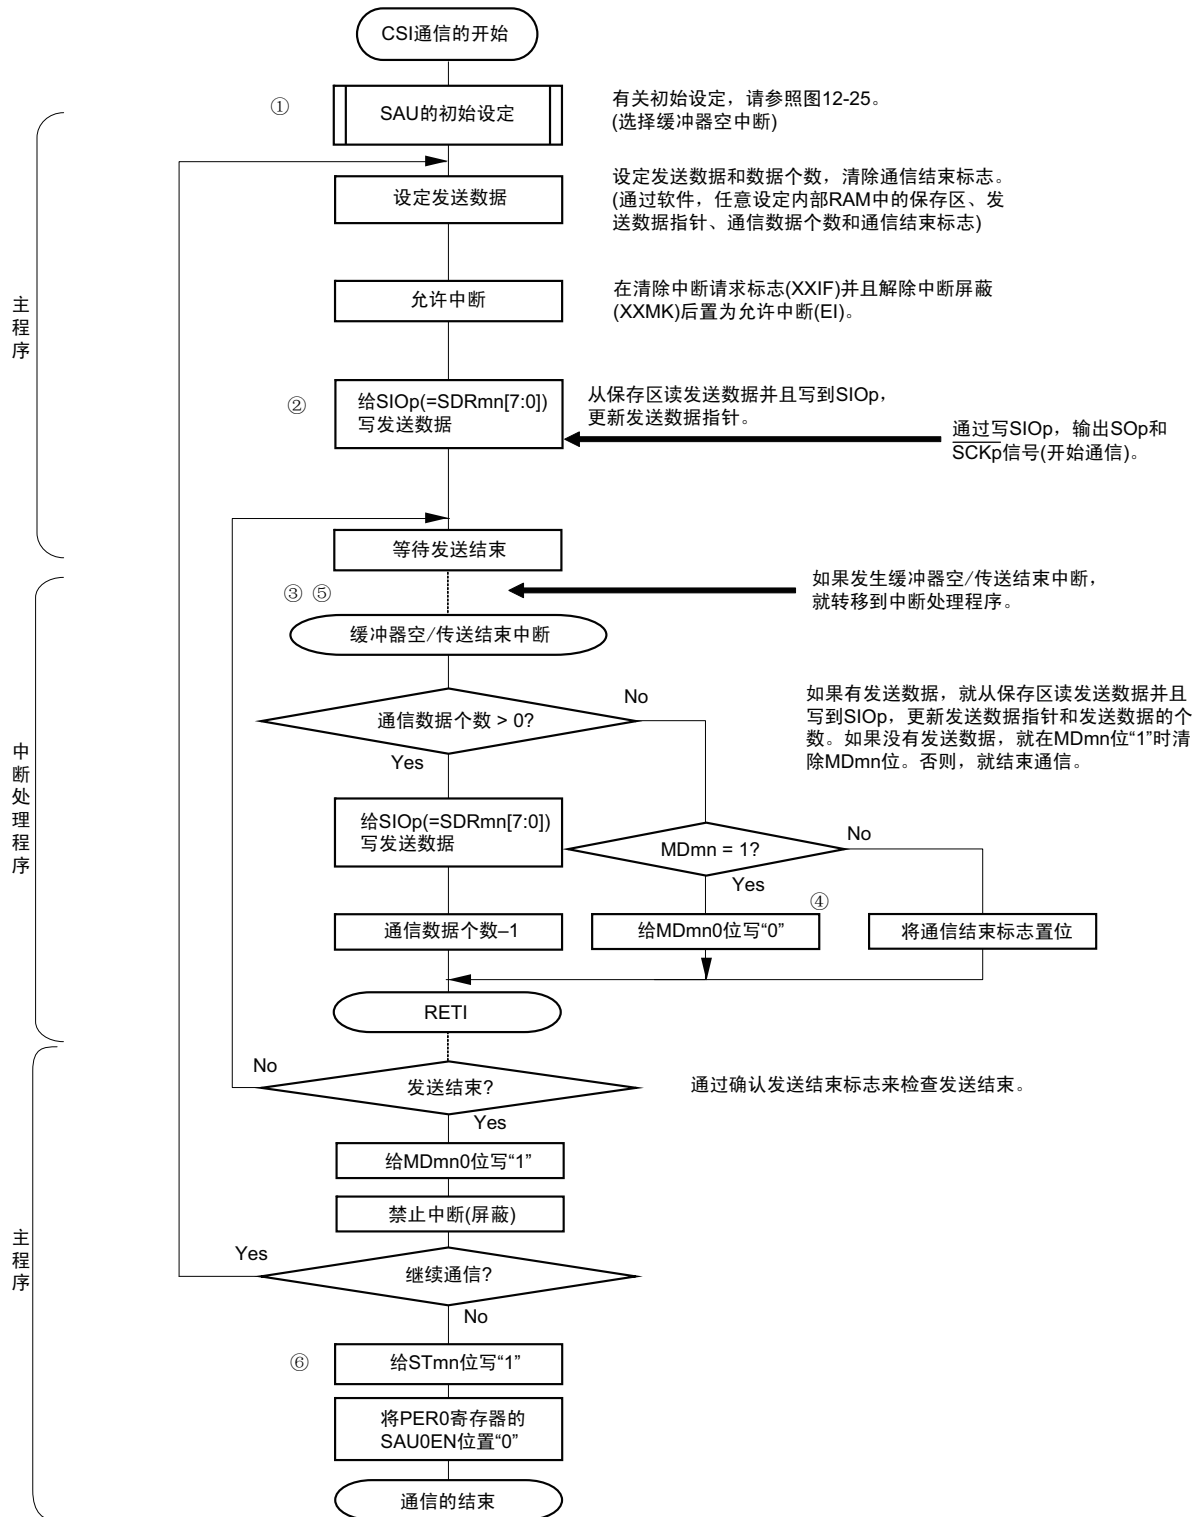 CSI通信的开始
①
SAU的初始设定
有关初始设定，请参照图12-25。
(选择缓冲器空中断)
设定发送数据
设定发送数据和数据个数，清除通信结束标志。
(通过软件，任意设定内部RAM中的保存区、发
送数据指针、通信数据个数和通信结束标志)
主程序
允许中断
在清除中断请求标志(XXIF)并且解除中断屏蔽
(XXMK)后置为允许中断(EI)。
②
给SIOp(=SDRmn[7:0])
写发送数据
从保存区读发送数据并且写到SIOp，
更新发送数据指针。
通过写SIOp，输出SOp和
SCKp信号(开始通信)。
等待发送结束
③ ⑤
如果发生缓冲器空/传送结束中断，
就转移到中断处理程序。
缓冲器空/传送结束中断
中断处理程序
通信数据个数 > 0?
No
Yes
如果有发送数据，就从保存区读发送数据并且
写到SIOp，更新发送数据指针和发送数据的个
数。如果没有发送数据，就在MDmn位“1”时清
除MDmn位。否则，就结束通信。
给SIOp(=SDRmn[7:0])
写发送数据
MDmn = 1?
No
Yes
④
通信数据个数–1
给MDmn0位写“0”
将通信结束标志置位
RETI
主程序
No
发送结束?
Yes
通过确认发送结束标志来检查发送结束。
给MDmn0位写“1”
禁止中断(屏蔽)
Yes
继续通信?
No
⑥
给STmn位写“1”
将PER0寄存器的
SAU0EN位置“0”
通信的结束